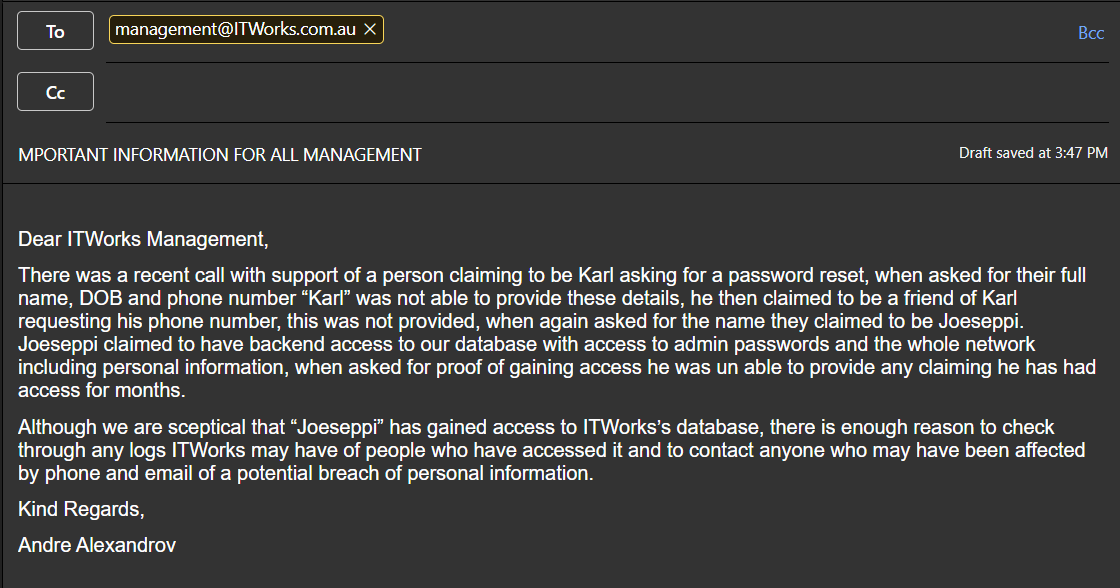 To
management@ITWorks.com.au
Bcc
Cc
MPORTANT INFORMATION FOR ALL MANAGEMENT
Draft saved at 3:47 PM
Dear ITWorks Management,
There was a recent call with support of a person claiming to be Karl asking for a password reset, when asked for their full
name, DOB and phone number “Karl” was not able to provide these details, he then claimed to be a friend of Karl
requesting his phone number, this was not provided, when again asked for the name they claimed to be Joeseppi.
Joeseppi claimed to have backend access to our database with access to admin passwords and the whole network
including personal information, when asked for proof of gaining access he was un able to provide any claiming he has had
access for months.
Although we are sceptical that “Joeseppi” has gained access to ITWorks’s database, there is enough reason to check
through any logs ITWorks may have of people who have accessed it and to contact anyone who may have been affected
by phone and email of a potential breach of personal information.
Kind Regards,
Andre Alexandrov